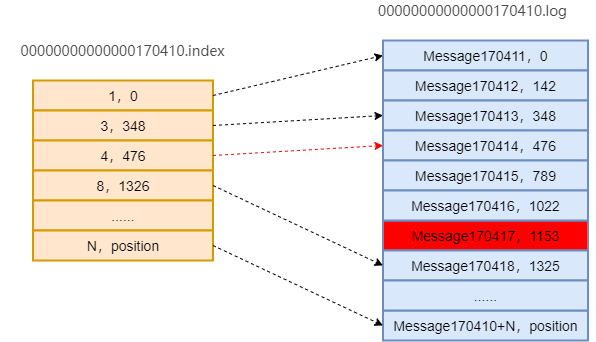 00000000000000170410.log
00000000000000170410.index
1，0
3，348
4，476
8，1326
......
N，position
Message170411，0
Message170412，142
Message170413，348
Message170414，476
Message170415，789
Message170416，1022
Message170417，1153
Message170418，1325
......
Message170410+N，position